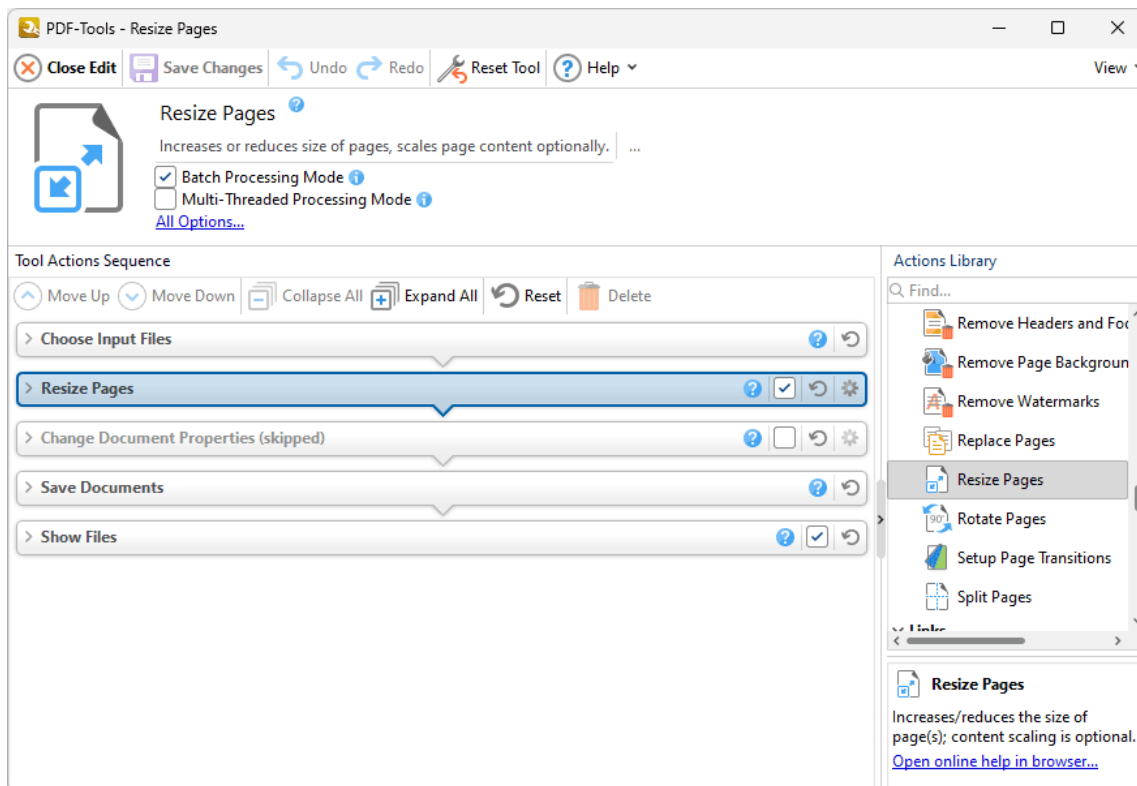 PDF-Tools - Resize Pages
Close Edit Save Changes Undo Redo Reset Tool ? Help View
Resize Pages ?
Increases or reduces size of pages, scales page content optionally. ...
Batch Processing Mode i
Multi-Threaded Processing Mode i
All Options...
Tool Actions Sequence
Move Up Move Down Collapse All Expand All Reset Delete
Choose Input Files ?
Resize Pages ?
Change Document Properties (skipped) ?
Save Documents ?
Show Files ?
Actions Library
Find...
Remove Headers and Foo
Remove Page Backgroun
Remove Watermarks
Replace Pages
Resize Pages
90° Rotate Pages
Setup Page Transitions
Split Pages
Links
Resize Pages
Increases/reduces the size of
page(s); content scaling is optional.
Open online help in browser...